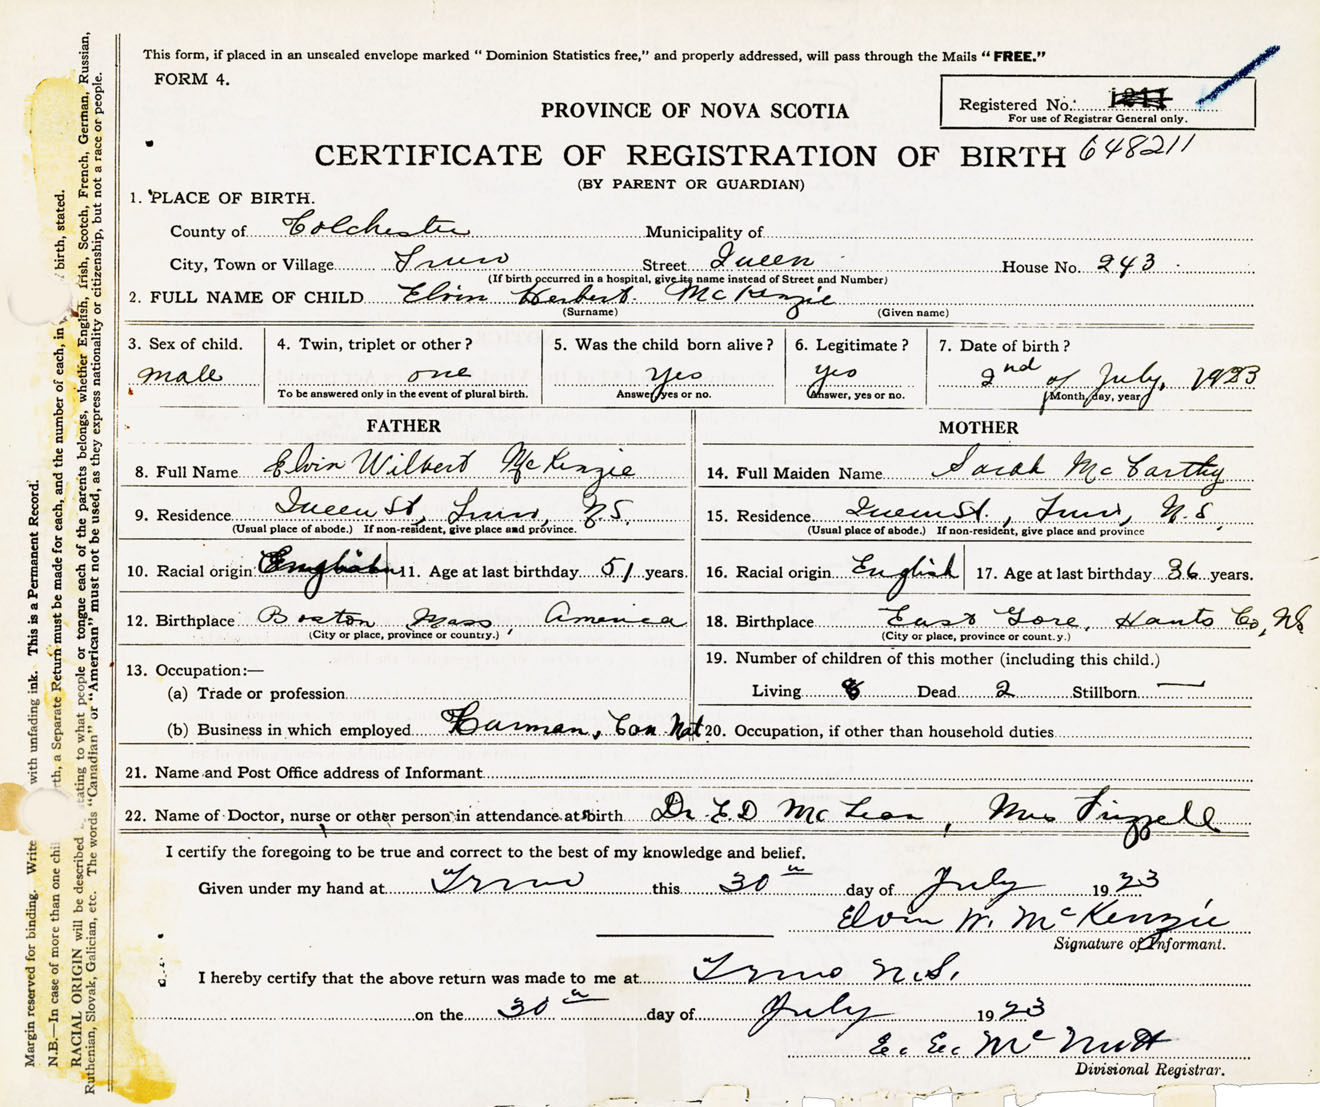 This form, if placed in an unsealed envelope marked "Dominion Statistics free," and properly addressed, will pass through the Mails "FREE."
FORM 4.
Registered No.
For use of Registrar General only.
PROVINCE OF NOVA SCOTIA
CERTIFICATE OF REGISTRATION OF BIRTH 648211
(BY PARENT OR GUARDIAN)
1. PLACE OF BIRTH.
County of Colchester Municipality of
City, Town or Village Truro Street Queen House No. 243
(If birth occurred in a hospital, give its name instead of Street and Number)
2. FULL NAME OF CHILD Elvin Herbert McKenzie
(Surname) (Given name)
3. Sex of child. 4. Twin, triplet or other? 5. Was the child born alive? 6. Legitimate? 7. Date of birth?
male one Yes yes 2nd of July, 1923
To be answered only in the event of plural birth. Answer yes or no. Answer, yes or no. (Month, day, year)
FATHER MOTHER
8. Full Name Elvin Wilbert McKenzie 14. Full Maiden Name Sarah McCarthy
9. Residence Queen St., Truro, N.S. 15. Residence Queen St., Truro, N.S.
(Usual place of abode.) If non-resident, give place and province. (Usual place of abode.) If non-resident, give place and province
10. Racial origin English 11. Age at last birthday 51 years. 16. Racial origin English 17. Age at last birthday 36 years.
12. Birthplace Boston Mass, America 18. Birthplace East Gore, Hants Co, NS
(City or place, province or country.) (City or place, province or count.y.)
13. Occupation:— 19. Number of children of this mother (including this child.)
(a) Trade or profession Living 8 Dead 2 Stillborn —
(b) Business in which employed Carman, Can Nat 20. Occupation, if other than household duties
21. Name and Post Office address of Informant
22. Name of Doctor, nurse or other person in attendance at birth Dr. E D McLean, Mrs Frizzell
I certify the foregoing to be true and correct to the best of my knowledge and belief.
Given under my hand at Truro this 30th day of July 1923
Elvin W. McKenzie
Signature of Informant.
I hereby certify that the above return was made to me at Truro N.S.
on the 30th day of July 1923
E. E. McNutt
Divisional Registrar.
Margin reserved for binding. Write with unfading ink. This is a Permanent Record.
N.B.—In case of more than one child birth, a Separate Return must be made for each, and the number of each, in birth, stated.
RACIAL ORIGIN will be described stating to what people or tongue each of the parents belongs, whether English, Irish, Scotch, French, German, Russian,
Ruthenian, Slovak, Galician, etc. The words "Canadian" or "American" must not be used, as they express nationality or citizenship, but not a race or people.